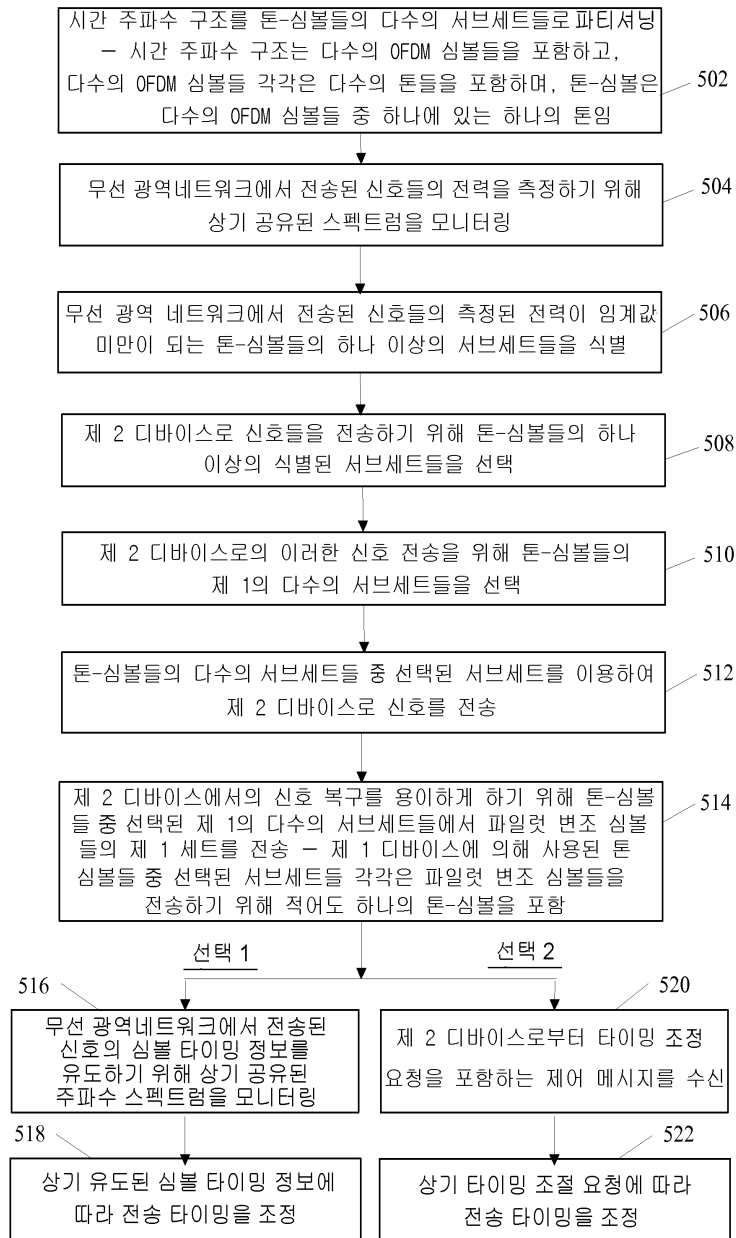 시간 주파수 구조를 톤-심볼들의 다수의 서브세트들로 파티셔닝
– 시간 주파수 구조는 다수의 OFDM 심볼들을 포함하고,
다수의 OFDM 심볼들 각각은 다수의 톤들을 포함하며, 톤-심볼은
다수의 OFDM 심볼들 중 하나에 있는 하나의 톤임
502
무선 광역네트워크에서 전송된 신호들의 전력을 측정하기 위해
상기 공유된 스펙트럼을 모니터링
504
무선 광역 네트워크에서 전송된 신호들의 측정된 전력이 임계값
미만이 되는 톤-심볼들의 하나 이상의 서브세트들을 식별
506
제 2 디바이스로 신호들을 전송하기 위해 톤-심볼들의 하나
이상의 식별된 서브세트들을 선택
508
제 2 디바이스로의 이러한 신호 전송을 위해 톤-심볼들의
제 1의 다수의 서브세트들을 선택
510
톤-심볼들의 다수의 서브세트들 중 선택된 서브세트를 이용하여
제 2 디바이스로 신호를 전송
512
제 2 디바이스에서의 신호 복구를 용이하게 하기 위해 톤-심볼
들 중 선택된 제 1의 다수의 서브세트들에서 파일럿 변조 심볼
들의 제 1 세트를 전송 – 제 1 디바이스에 의해 사용된 톤
심볼들 중 선택된 서브세트들 각각은 파일럿 변조 심볼들을
전송하기 위해 적어도 하나의 톤-심볼을 포함
514
선택 1
선택 2
516
무선 광역네트워크에서 전송된
신호의 심볼 타이밍 정보를
유도하기 위해 상기 공유된
주파수 스펙트럼을 모니터링
520
제 2 디바이스로부터 타이밍 조정
요청을 포함하는 제어 메시지를 수신
518
상기 유도된 심볼 타이밍 정보에
따라 전송 타이밍을 조정
522
상기 타이밍 조절 요청에 따라
전송 타이밍을 조정